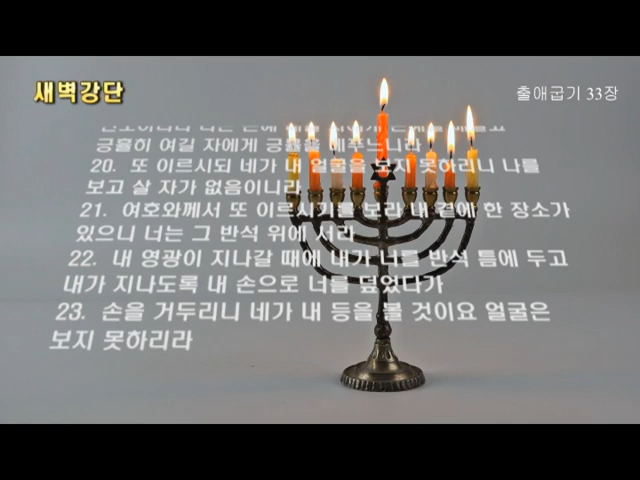 새벽강단
출애굽기 33장
긍휼히 여길 자에게 긍휼을 베푸느니라
20. 또 이르시되 네가 내 얼굴을 보지 못하리니 나를
보고 살 자가 없음이니라
21. 여호와께서 또 이르시기를 보라 내 곁에 한 장소가
있으니 너는 그 반석 위에 서라
22. 내 영광이 지나갈 때에 내가 너를 반석 틈에 두고
내가 지나도록 내 손으로 너를 덮었다가
23. 손을 거두리니 네가 내 등을 볼 것이요 얼굴은
보지 못하리라